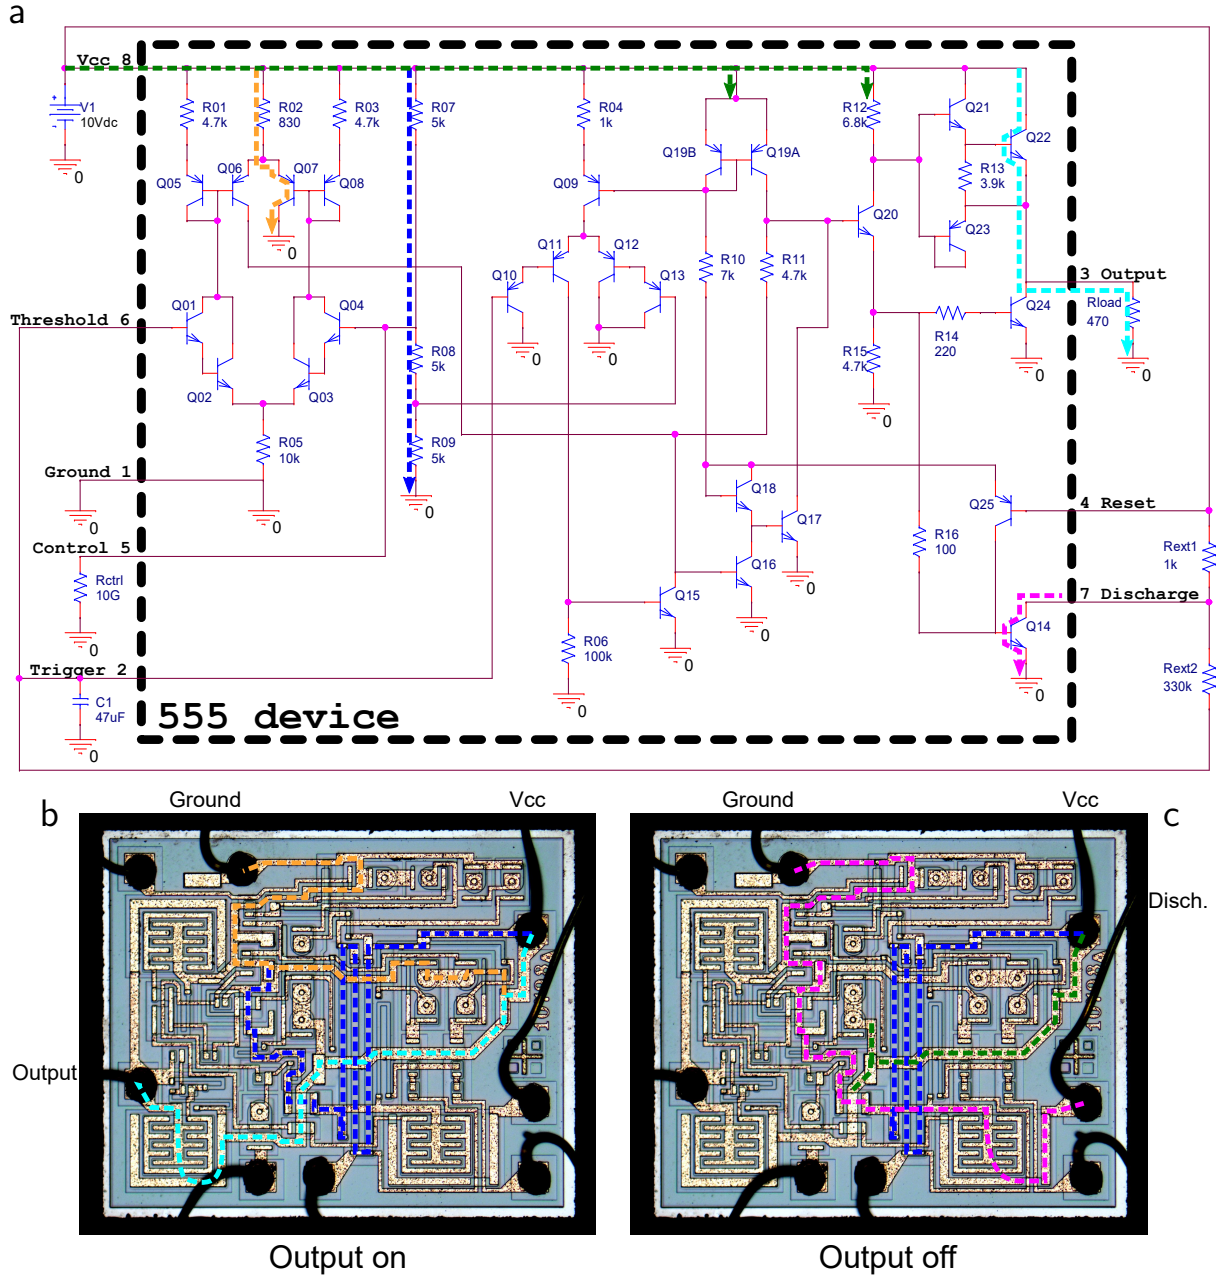 a
Vcc 8
V1
10Vdc
0
R01
4.7k
R02
830
R03
4.7k
R07
5k
R04
1k
R12
6.8k
Q21
Q22
Q19B
Q19A
R13
3.9k
Q05
Q06
Q07
Q08
Q09
Q20
Q23
0
Q11
Q12
R10
7k
R11
4.7k
Q10
Q13
3 Output
Q01
Q04
Q24
Rload
470
Threshold 6
R14
220
0
R08
5k
R15
4.7k
0
0
0
0
Q02
Q03
0
R05
10k
R09
5k
Ground 1
Q18
Q25
0
0
0
Q17
4 Reset
Control 5
R16
100
Rext1
1k
Rctrl
10G
Q16
0
Q15
7 Discharge
0
0
Q14
R06
100k
0
Trigger 2
Rext2
330k
C1
47uF
0
0
0
555 device
b
Ground
Vcc
Ground
Vcc
c
Disch.
Output
Output on
Output off